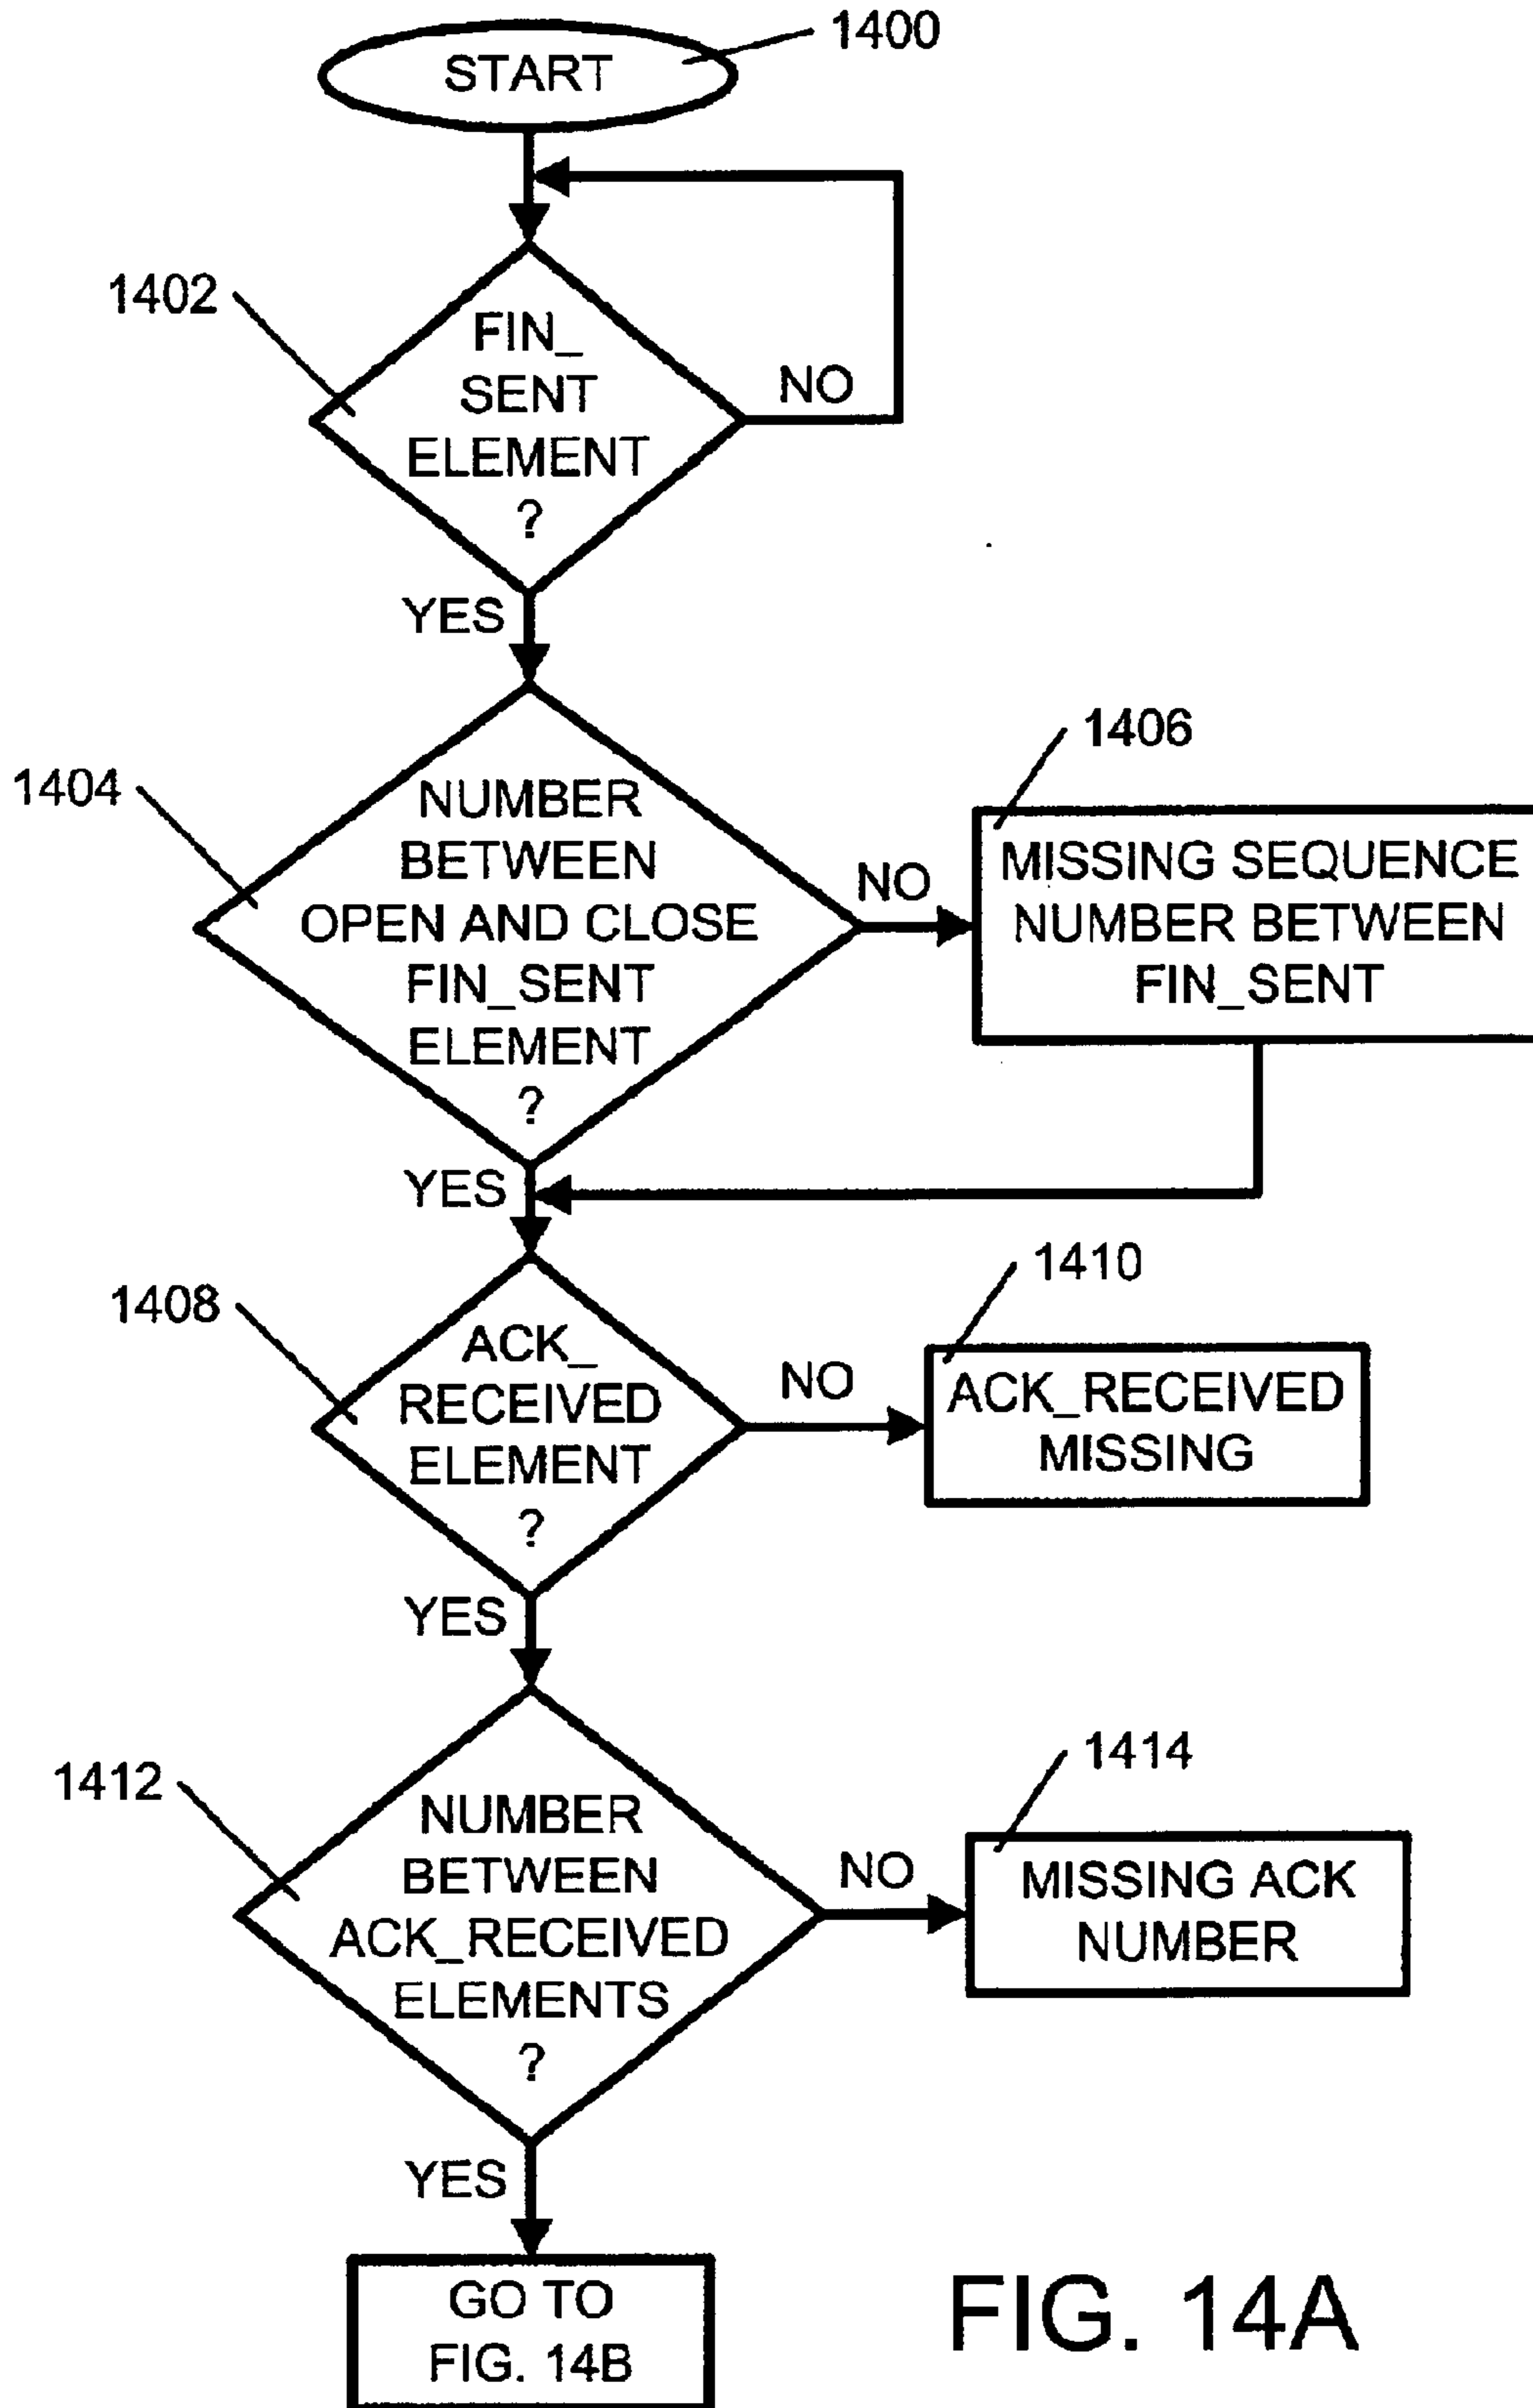 1400
START
1402
FIN_
SENT
ELEMENT
?
NO
YES
1404
NUMBER
BETWEEN
OPEN AND CLOSE
FIN_SENT
ELEMENT
?
NO
1406
MISSING SEQUENCE
NUMBER BETWEEN
FIN_SENT
YES
1408
ACK_
RECEIVED
ELEMENT
?
NO
1410
ACK_RECEIVED
MISSING
YES
1412
NUMBER
BETWEEN
ACK_RECEIVED
ELEMENTS
?
NO
1414
MISSING ACK
NUMBER
YES
GO TO
FIG. 14B
FIG. 14A